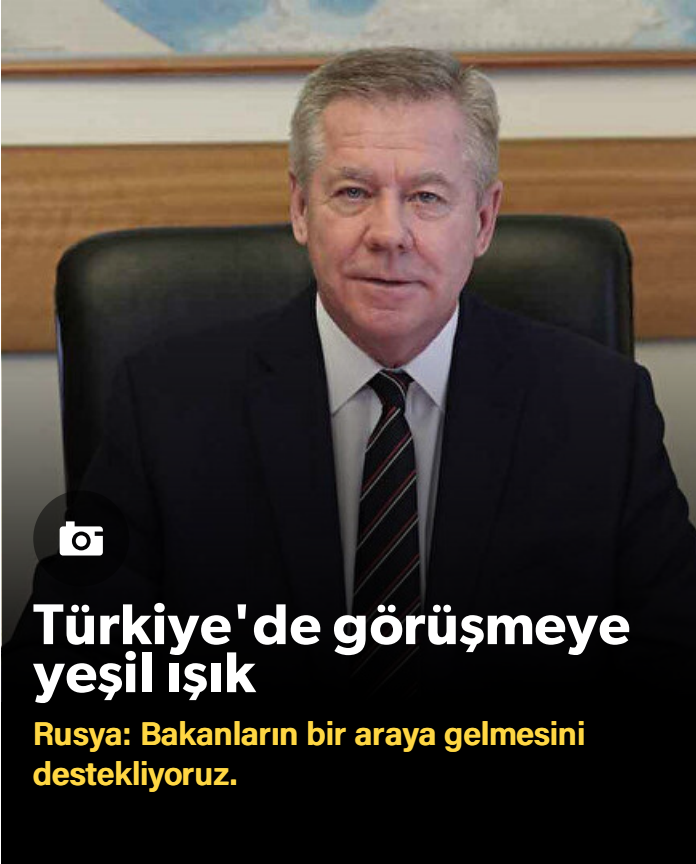 Türkiye'de görüşmeye
yeşil ışık
Rusya: Bakanların bir araya gelmesini
destekliyoruz.